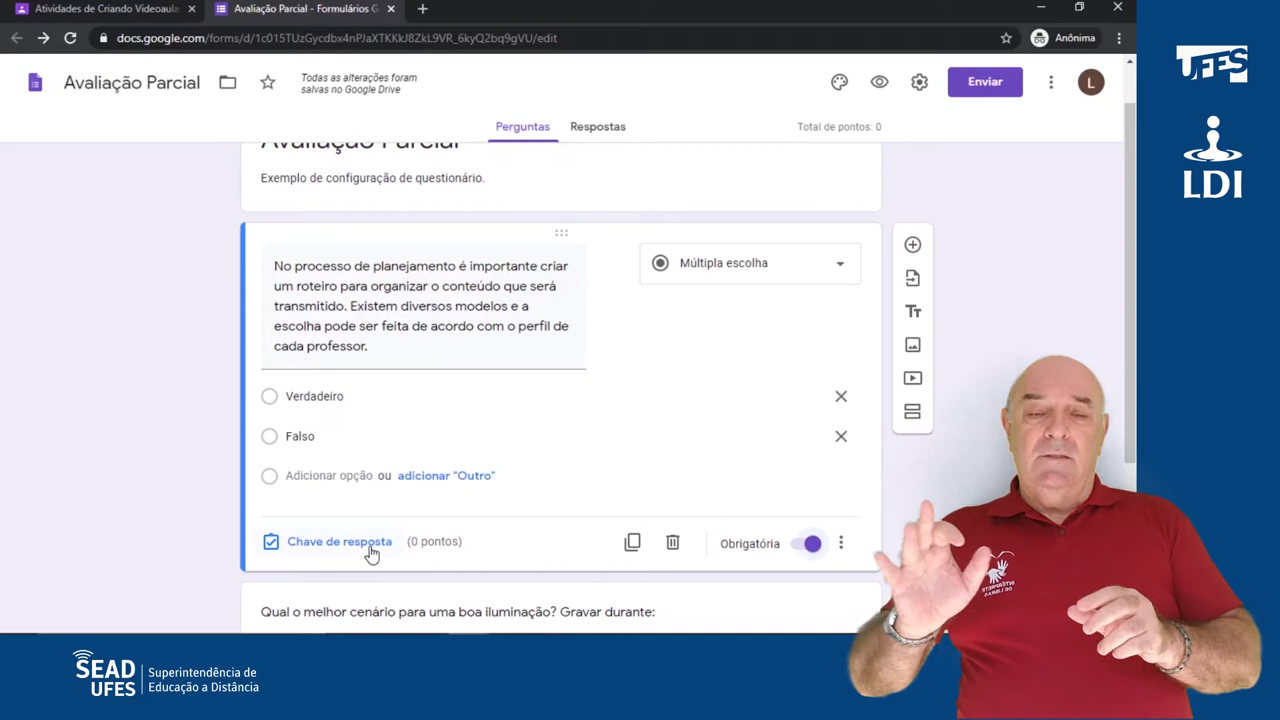 Atividades de Criando Videoaula
Avaliação Parcial - Formulários G
docs.google.com/forms/d/1c015TUzGycdbx4nPJaXTKKkJ8ZkL9VR_6kyQ2bq9gVU/edit
Anônima
Avaliação Parcial
Todas as alterações foram
salvas no Google Drive
Enviar
L
Perguntas
Respostas
Total de pontos: 0
Avaliação Parcial
Exemplo de configuração de questionário.
No processo de planejamento é importante criar
um roteiro para organizar o conteúdo que será
transmitido. Existem diversos modelos e a
escolha pode ser feita de acordo com o perfil de
cada professor.
Múltipla escolha
Verdadeiro
Falso
Adicionar opção ou adicionar "Outro"
Chave de resposta (0 pontos)
Obrigatória
Qual o melhor cenário para uma boa iluminação? Gravar durante:
UFES
LDI
INTÉRPRETE
DE LIBRAS
SEAD
UFES
Superintendência de
Educação a Distância